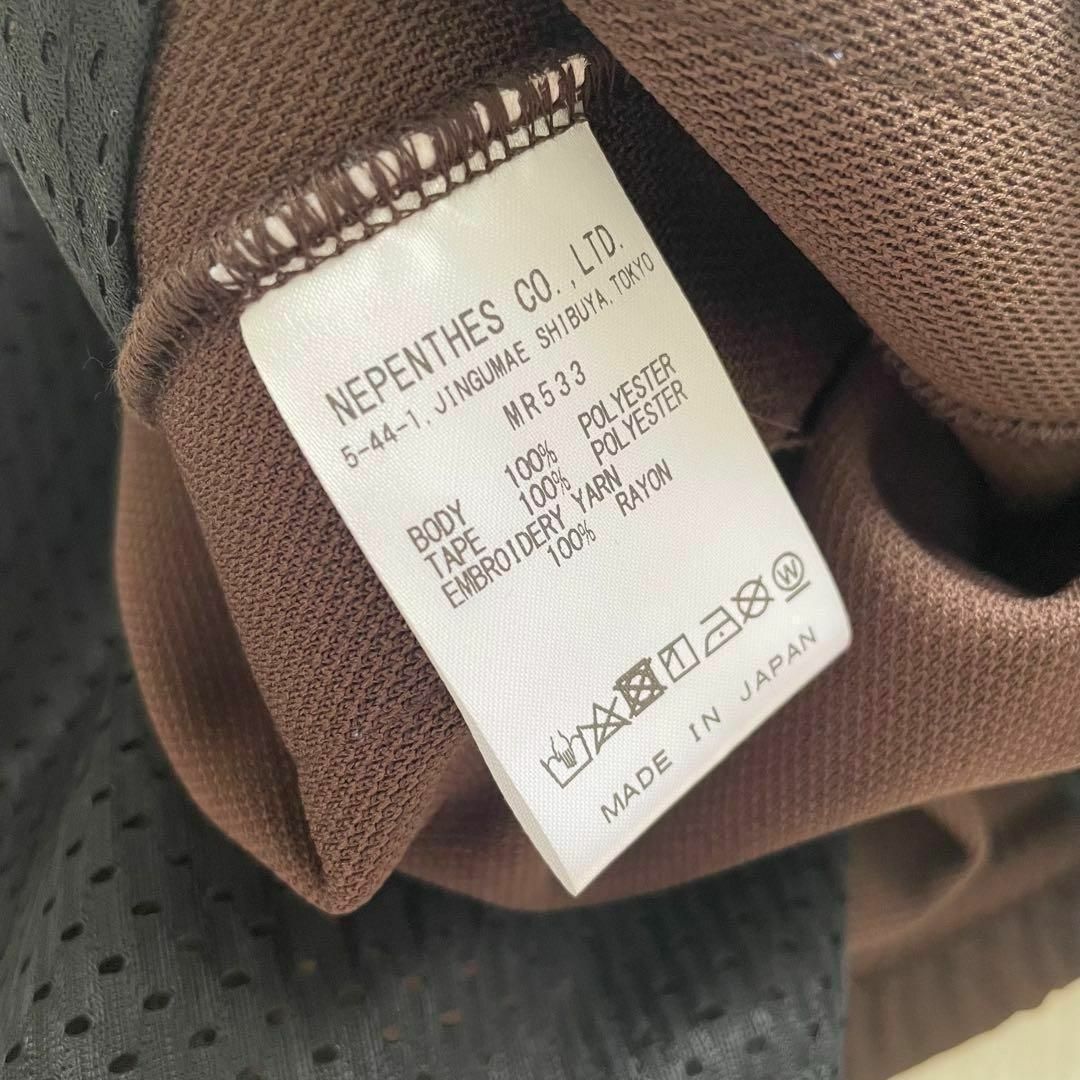 NEPENTHES CO.,LTD.
5-44-1, JINGUMAE SHIBUYA, TOKYO
MR533
BODY 100% POLYESTER
TAPE 100% POLYESTER
EMBROIDERY YARN
100% RAYON
W
MADE IN JAPAN